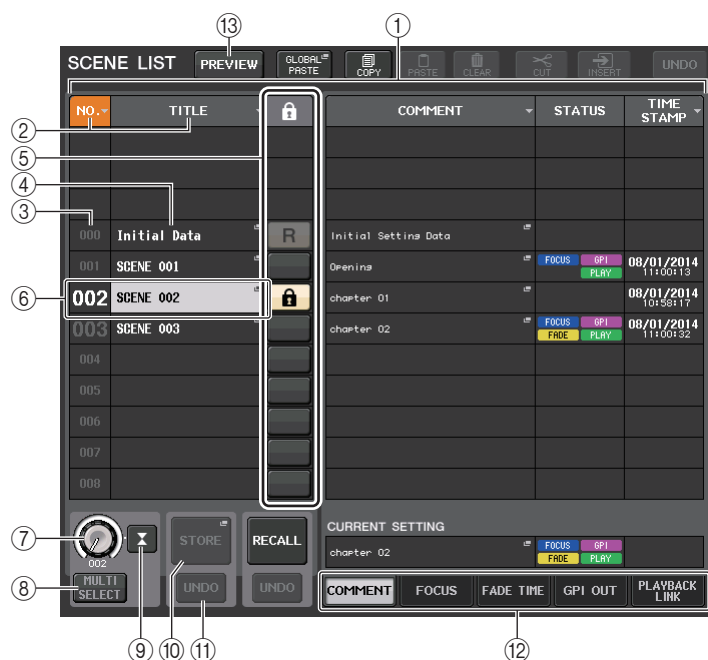 ⑬ ①
SCENE LIST PREVIEW GLOBAL PASTE COPY PASTE CLEAR CUT INSERT UNDO
NO. TITLE COMMENT STATUS TIME STAMP
②
⑤
④
③
000 Initial Data R Initial Setting Data
001 SCENE 001 Opening FOCUS GPI PLAY 08/01/2014 11:00:13
⑥ 002 SCENE 002 chapter 01 08/01/2014 10:58:17
003 SCENE 003 chapter 02 FOCUS GPI FADE PLAY 08/01/2014 11:00:32
004
005
006
007
008
CURRENT SETTING
⑦ 002 STORE RECALL chapter 02 FOCUS GPI FADE PLAY
⑧ MULTI SELECT UNDO UNDO COMMENT FOCUS FADE TIME GPI OUT PLAYBACK LINK
⑨ ⑩ ⑪ ⑫